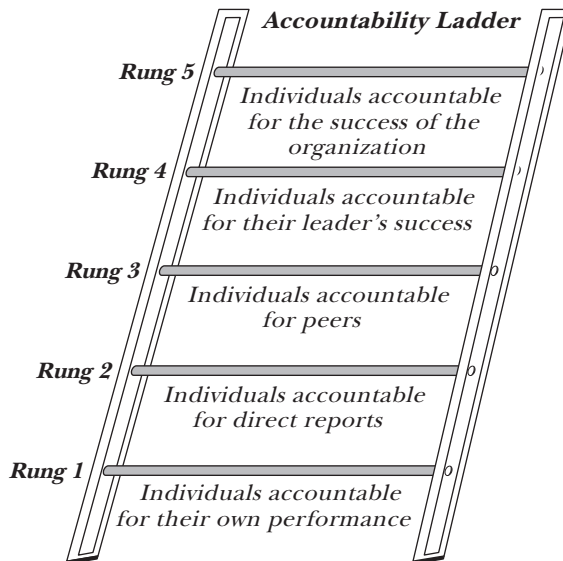 Accountability Ladder
Rung 5
Individuals accountable
for the success of the
organization
Rung 4
Individuals accountable
for their leader's success
Rung 3
Individuals accountable
for peers
Rung 2
Individuals accountable
for direct reports
Rung 1
Individuals accountable
for their own performance